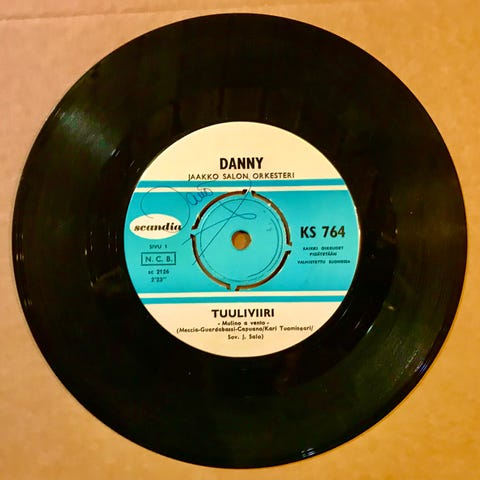 DANNY
JAAKKO SALON ORKESTERI
scandia
KS 764
SIVU 1
N.C.B.
sc 2126
2'23"
KAIKKI OIKEUDET
PIDÄTETÄÄN
VALMISTETTU SUOMESSA
TUULIVIIRI
- Molino a vento -
(Meccia-Guardabassi-Capuano/Kari Tuomisaari/
Sov. J. Salo)